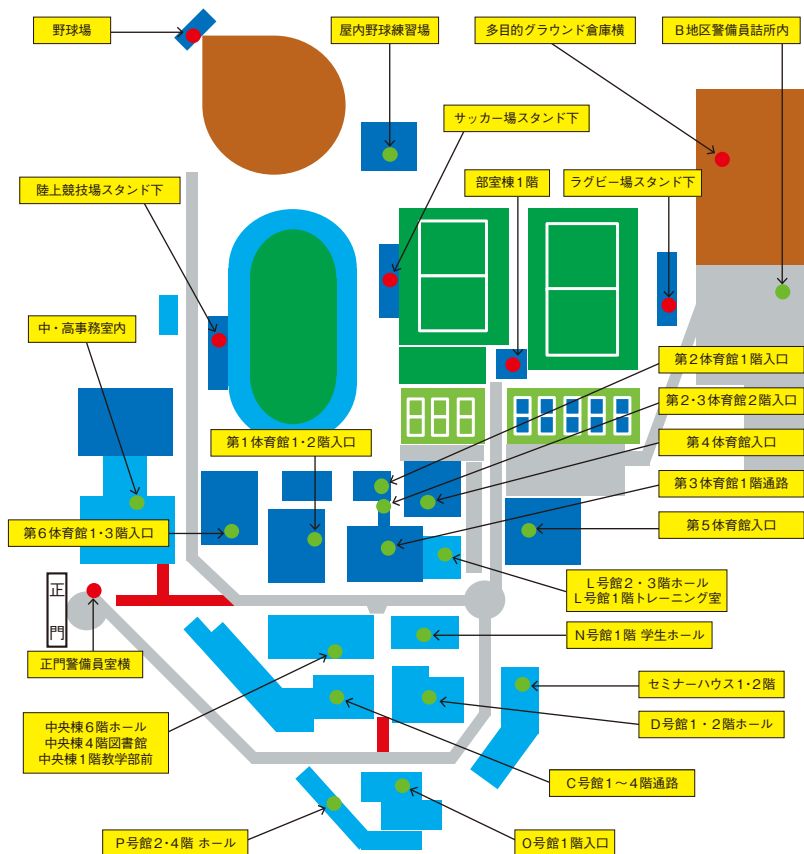 野球場
屋内野球練習場
多目的グラウンド倉庫横
B地区警備員詰所内
サッカー場スタンド下
陸上競技場スタンド下
部室棟1階
ラグビー場スタンド下
中・高事務室内
第2体育館1階入口
第2・3体育館2階入口
第1体育館1・2階入口
第4体育館入口
第3体育館1階通路
第6体育館1・3階入口
第5体育館入口
L号館2・3階ホール
L号館1階トレーニング室
正門
N号館1階 学生ホール
正門警備員室横
セミナーハウス1・2階
中央棟6階ホール
中央棟4階図書館
中央棟1階教学部前
D号館1・2階ホール
C号館1〜4階通路
P号館2・4階 ホール
O号館1階入口